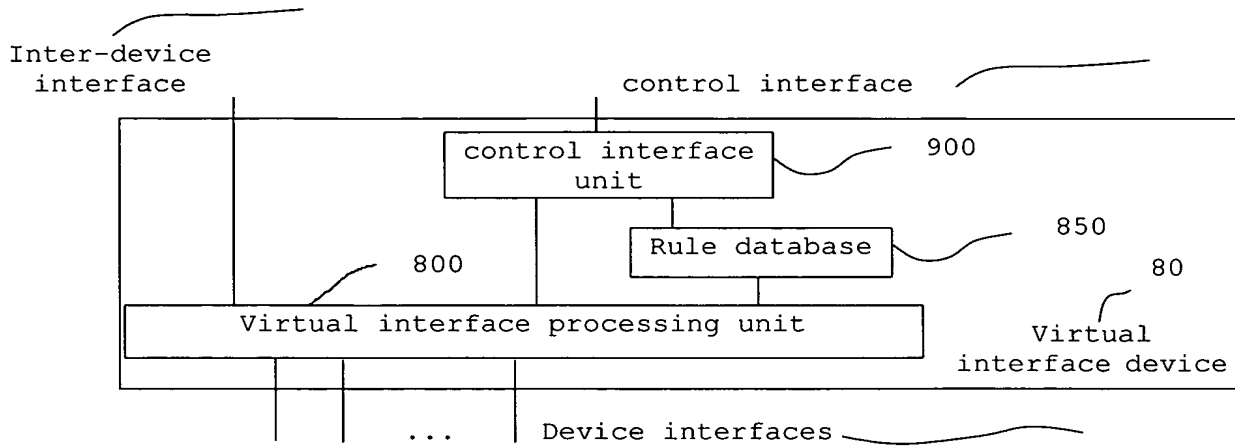 Inter-device
interface
control interface
control interface
unit
900
Rule database
850
800
80
Virtual interface processing unit
Virtual
interface device
... Device interfaces